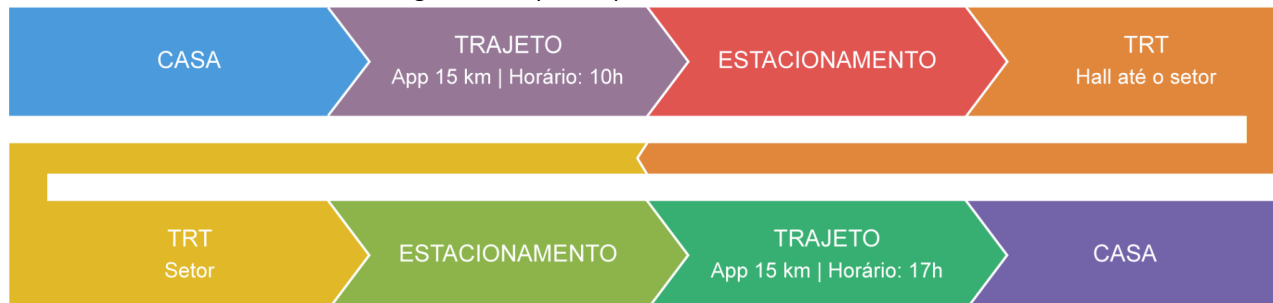 CASA
TRAJETO
App 15 km | Horário: 10h
ESTACIONAMENTO
TRT
Hall até o setor
TRT
Setor
ESTACIONAMENTO
TRAJETO
App 15 km | Horário: 17h
CASA